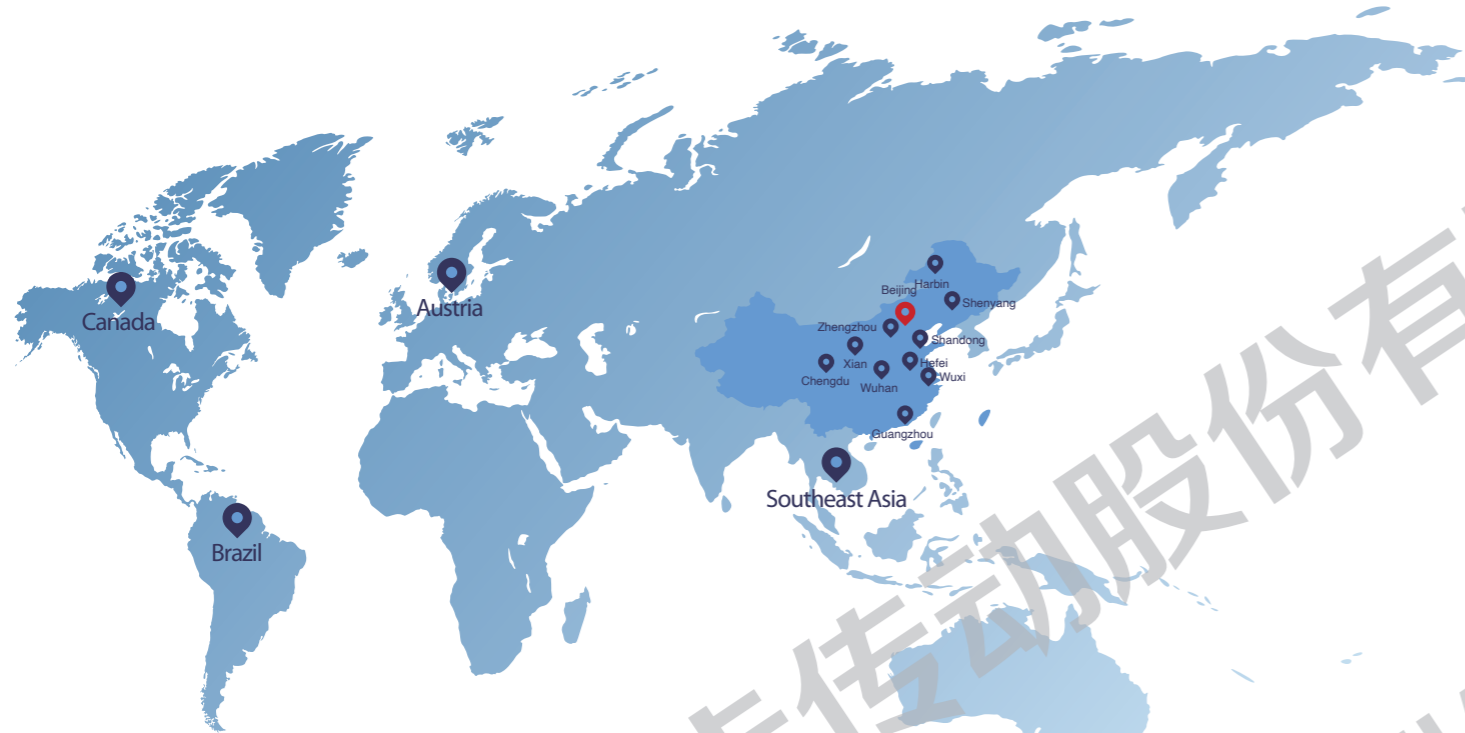 Harbin
Beijing
Shenyang
Canada
Austria
Zhengzhou
Shandong
Xian
Hefei
Chengdu
Wuhan
Wuxi
Guangzhou
Southeast Asia
Brazil
传动股份有